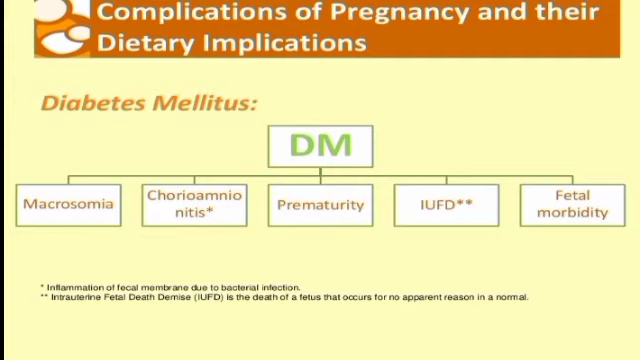 Complications of Pregnancy and their
Dietary Implications
Diabetes Mellitus:
DM
Macrosomia
Chorioamnio
nitis*
Prematurity
IUFD**
Fetal
morbidity
* Inflammation of fecal membrane due to bacterial infection.
** Intrauterine Fetal Death Demise (IUFD) is the death of a fetus that occurs for no apparent reason in a normal.